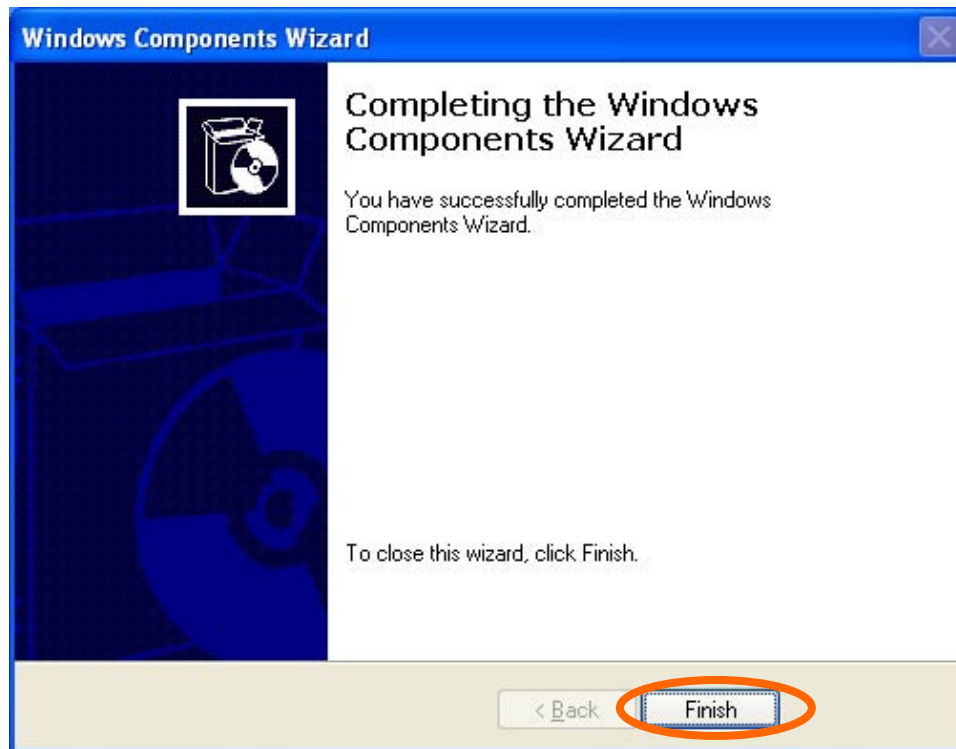 Windows Components Wizard
Completing the Windows
Components Wizard
You have successfully completed the Windows
Components Wizard.
To close this wizard, click Finish.
< Back Finish